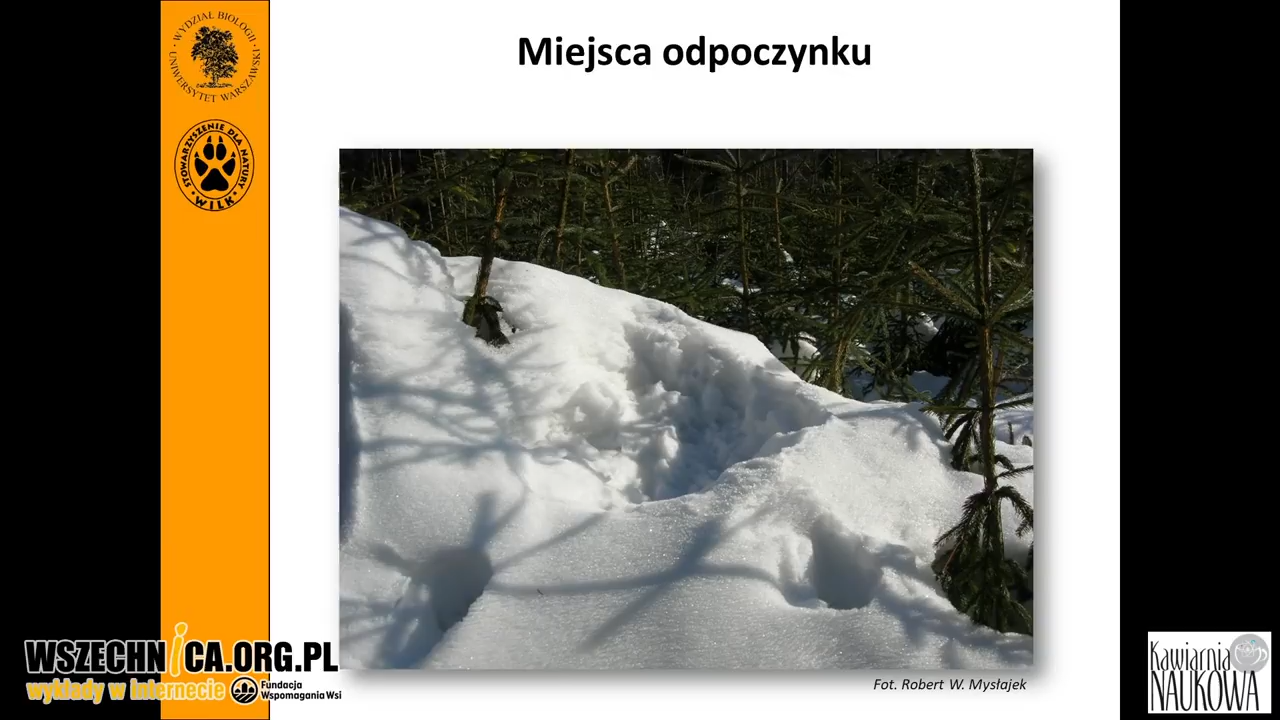 Miejsca odpoczynku
WYDZIAŁ BIOLOGII
UNIWERSYTET WARSZAWSKI
STOWARZYSZENIE DLA NATURY
WILK
WSZECHNICA.ORG.PL
wykłady w internecie
Fundacja
Wspomagania Wsi
Fot. Robert W. Mysłajek
Kawiarnia
NAUKOWA